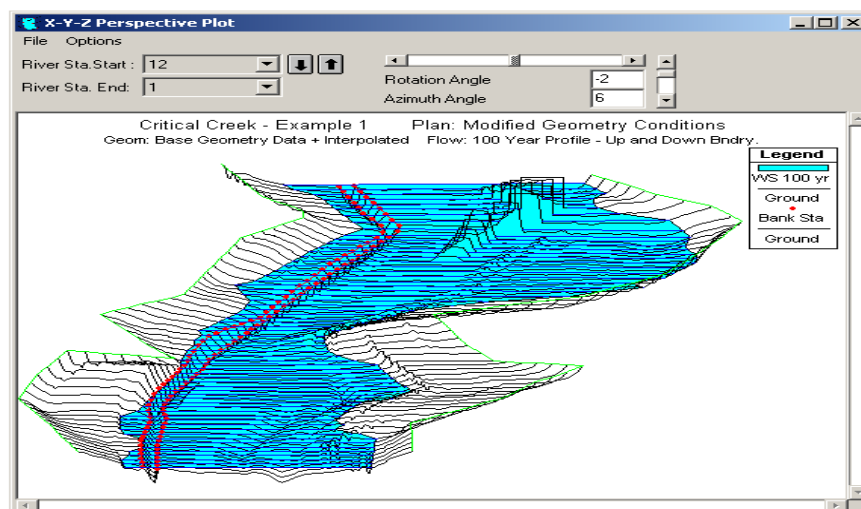 X-Y-Z Perspective Plot
File Options
River Sta.Start : 12
River Sta. End: 1
Rotation Angle -2
Azimuth Angle 6
Critical Creek - Example 1 Plan: Modified Geometry Conditions
Geom: Base Geometry Data + Interpolated Flow: 100 Year Profile - Up and Down Bndry.
Legend
WS 100 yr
Ground
Bank Sta
Ground